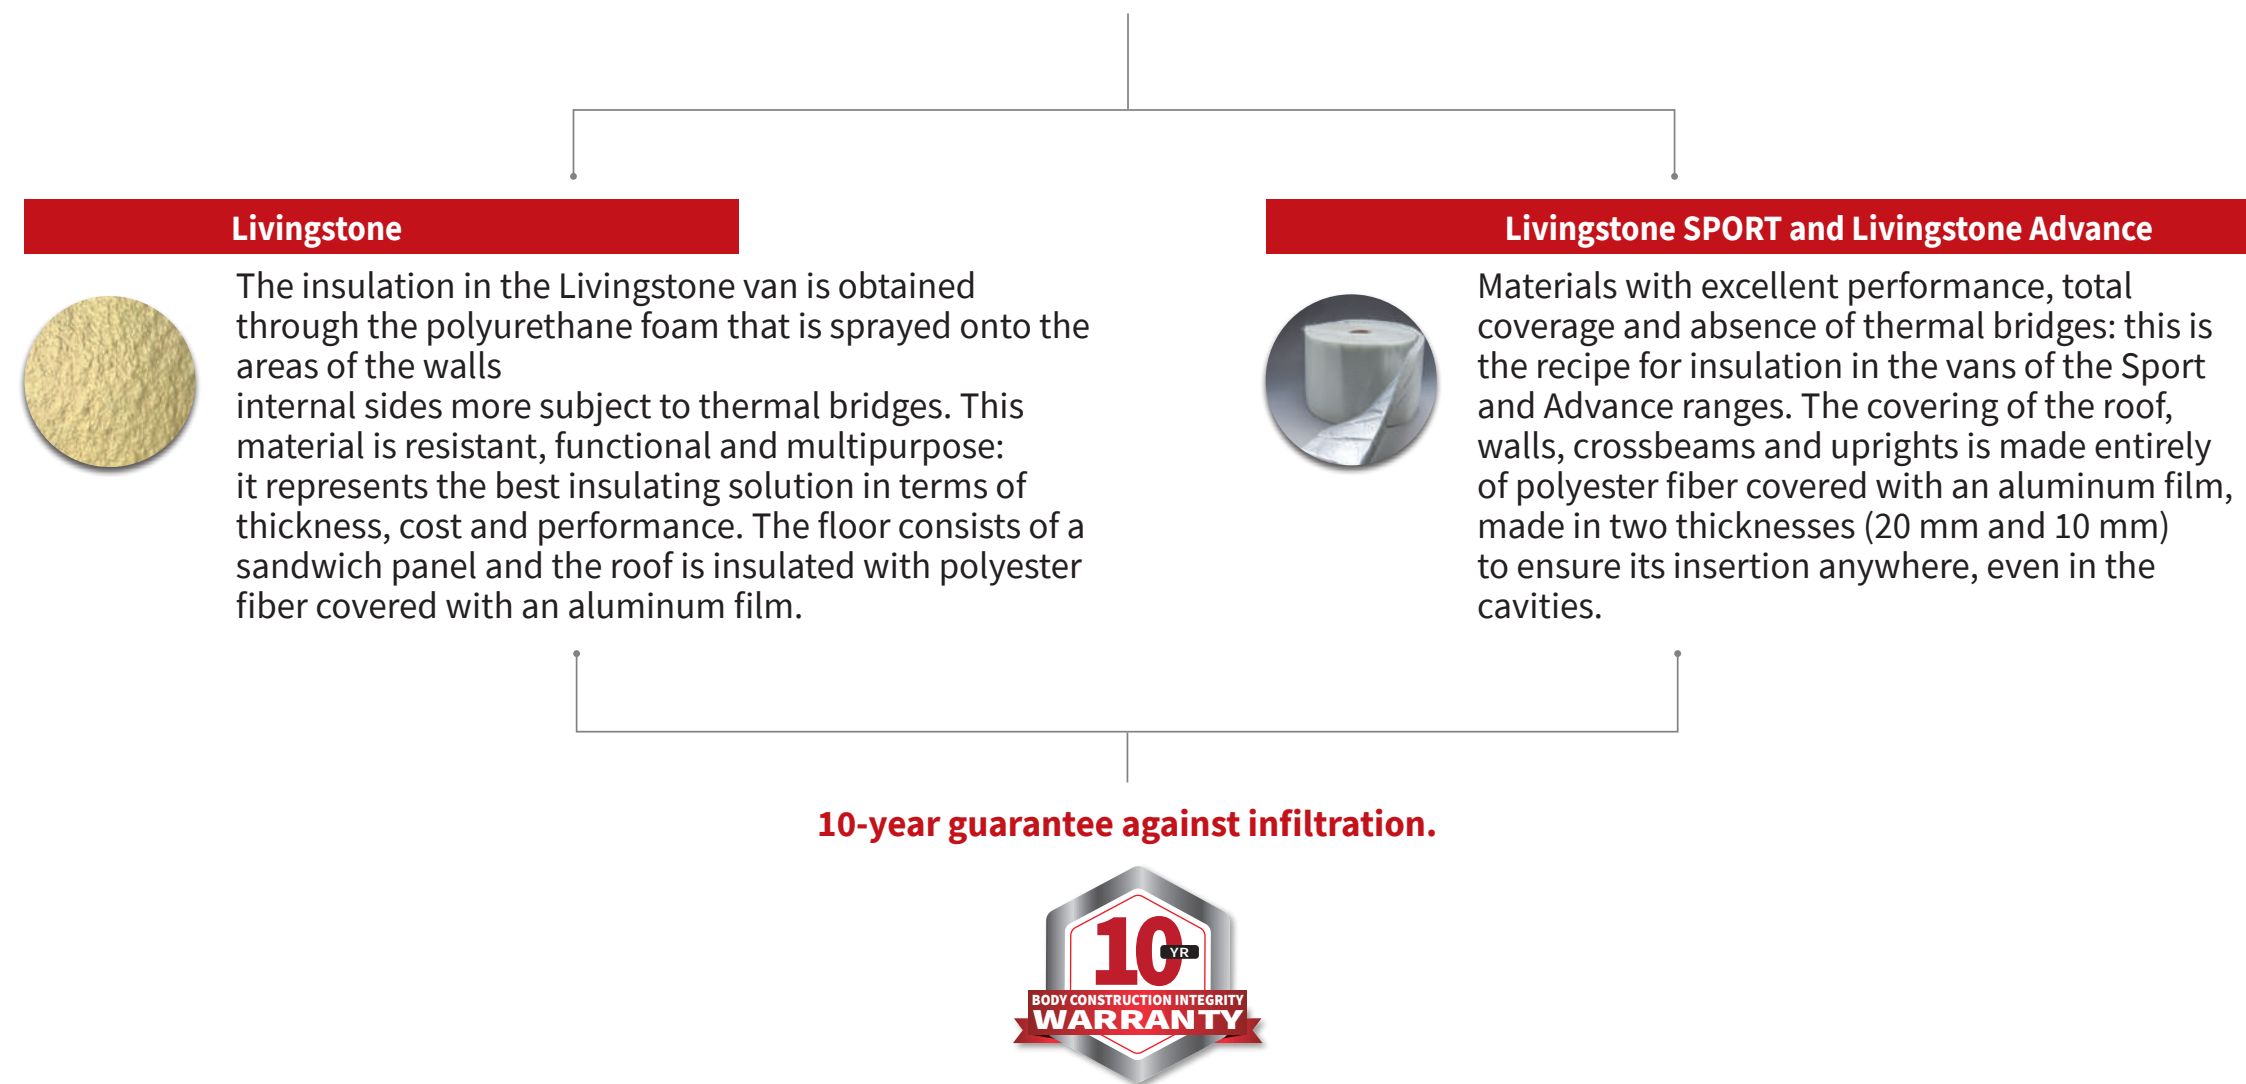 Livingstone
The insulation in the Livingstone van is obtained
through the polyurethane foam that is sprayed onto the
areas of the walls
internal sides more subject to thermal bridges. This
material is resistant, functional and multipurpose:
it represents the best insulating solution in terms of
thickness, cost and performance. The floor consists of a
sandwich panel and the roof is insulated with polyester
fiber covered with an aluminum film.
Livingstone SPORT and Livingstone Advance
Materials with excellent performance, total
coverage and absence of thermal bridges: this is
the recipe for insulation in the vans of the Sport
and Advance ranges. The covering of the roof,
walls, crossbeams and uprights is made entirely
of polyester fiber covered with an aluminum film,
made in two thicknesses (20 mm and 10 mm)
to ensure its insertion anywhere, even in the
cavities.
10-year guarantee against infiltration.
10
YR
BODY CONSTRUCTION INTEGRITY
WARRANTY